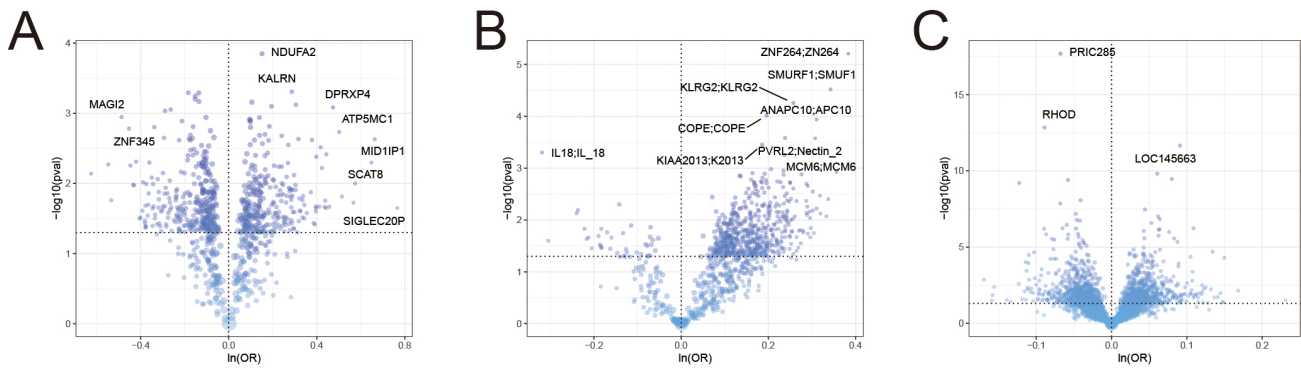 A
NDUFA2
KALRN
DPRXP4
MAGI2
ATP5MC1
ZNF345
MID1IP1
SCAT8
SIGLEC20P
4
3
2
1
0
−log10(pval)
−0.4
0.0
0.4
0.8
ln(OR)
B
ZNF264;ZN264
SMURF1;SMUF1
KLRG2;KLRG2
ANAPC10;APC10
COPE;COPE
IL18;IL_18
PVRL2;Nectin_2
KIAA2013;K2013
MCM6;MCM6
5
4
3
2
1
0
−log10(pval)
−0.2
0.0
0.2
0.4
ln(OR)
C
PRIC285
RHOD
LOC145663
15
10
5
0
−log10(pval)
−0.1
0.0
0.1
0.2
ln(OR)